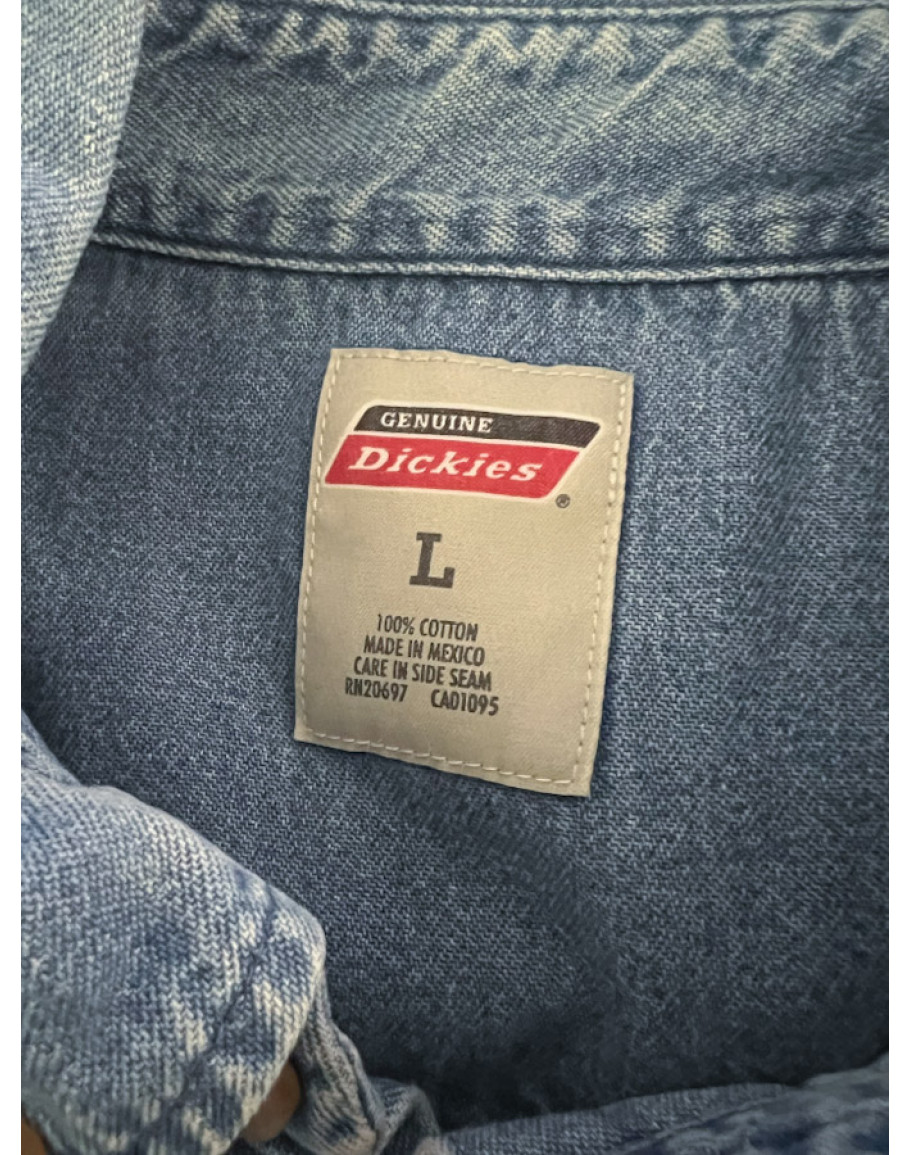 GENUINE
Dickies
®
L
100% COTTON
MADE IN MEXICO
CARE IN SIDE SEAM
RN20697 CA01095